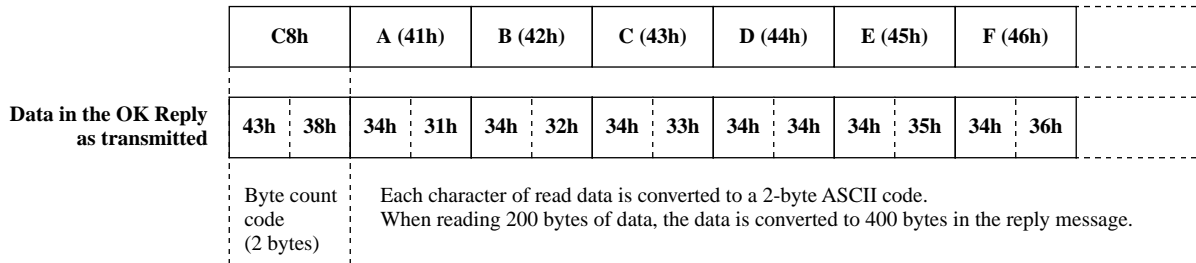 C8h A (41h) B (42h) C (43h) D (44h) E (45h) F (46h)
Data in the OK Reply
as transmitted
43h 38h 34h 31h 34h 32h 34h 33h 34h 34h 34h 35h 34h 36h
Byte count
code
(2 bytes)
Each character of read data is converted to a 2-byte ASCII code.
When reading 200 bytes of data, the data is converted to 400 bytes in the reply message.